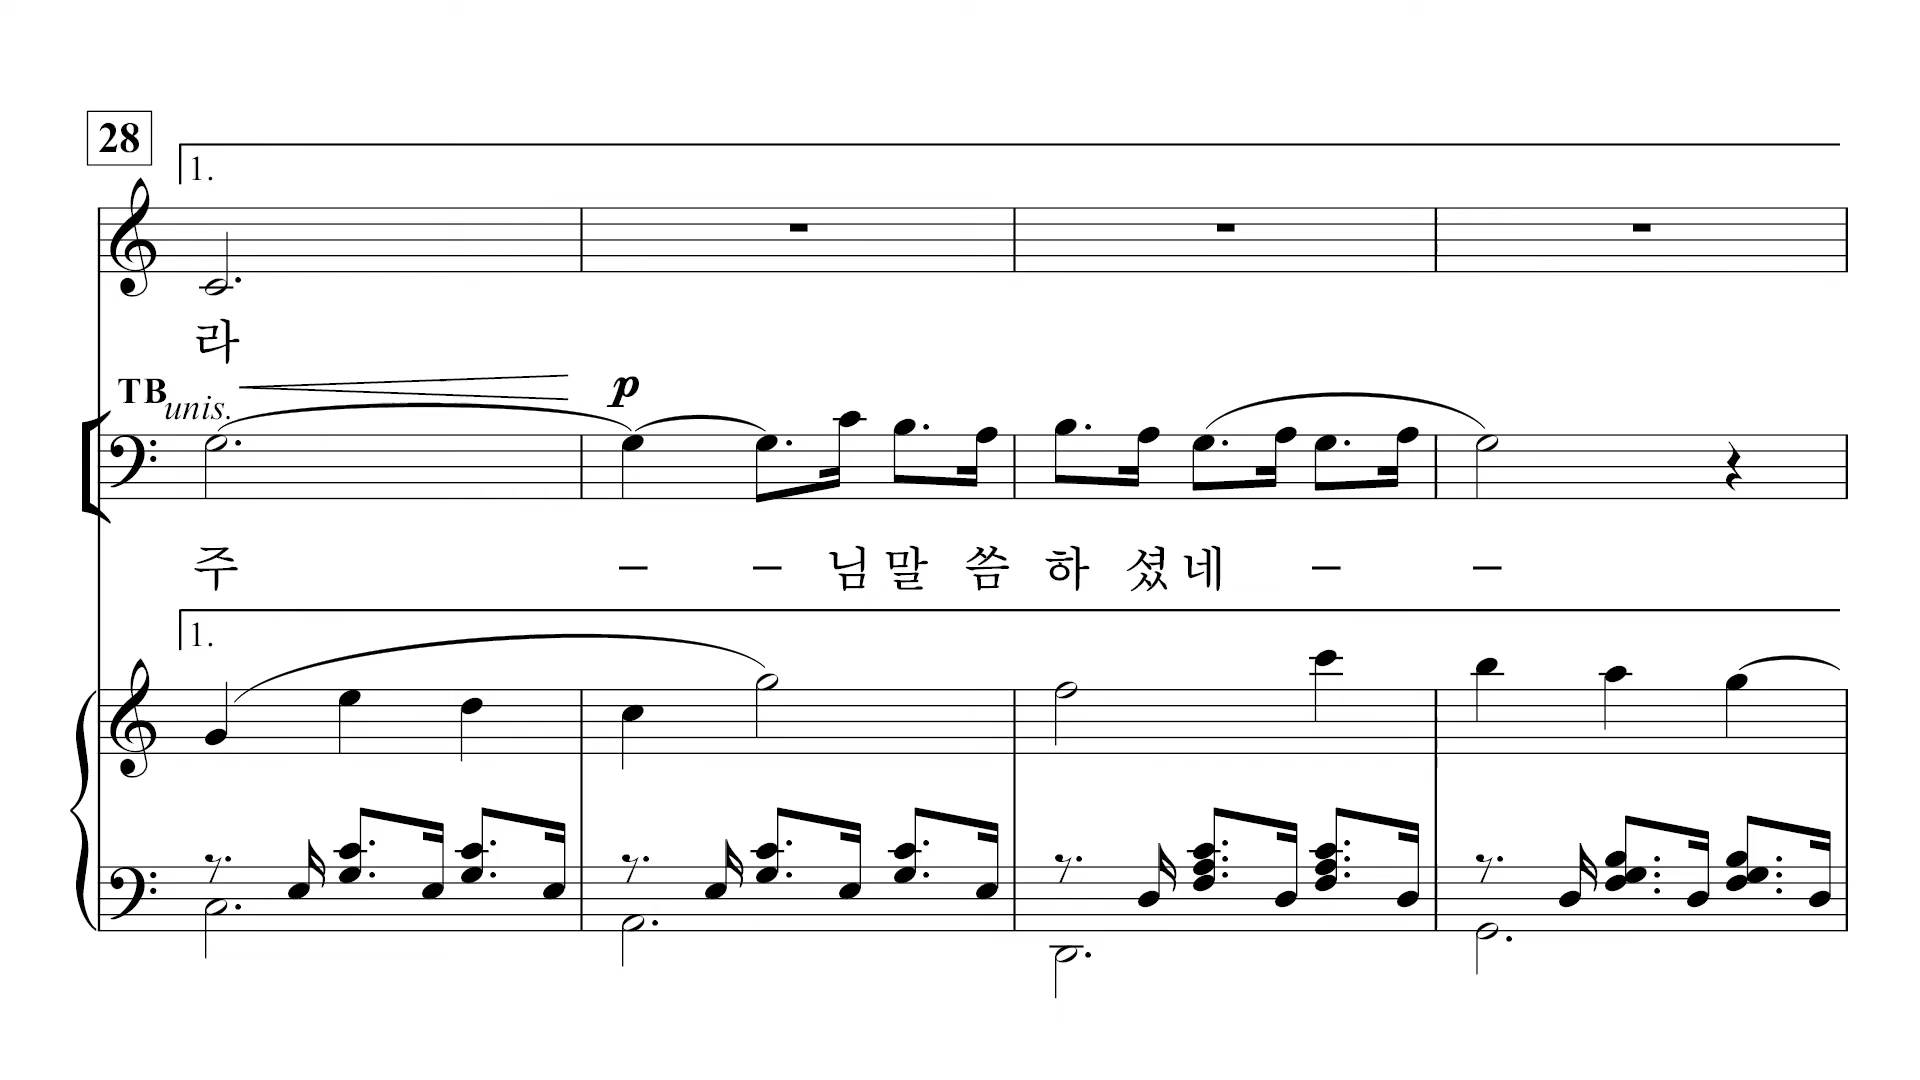 28
1.
라
TB
unis.
p
주 – – 님 말 씀 하 셨 네 – –
1.